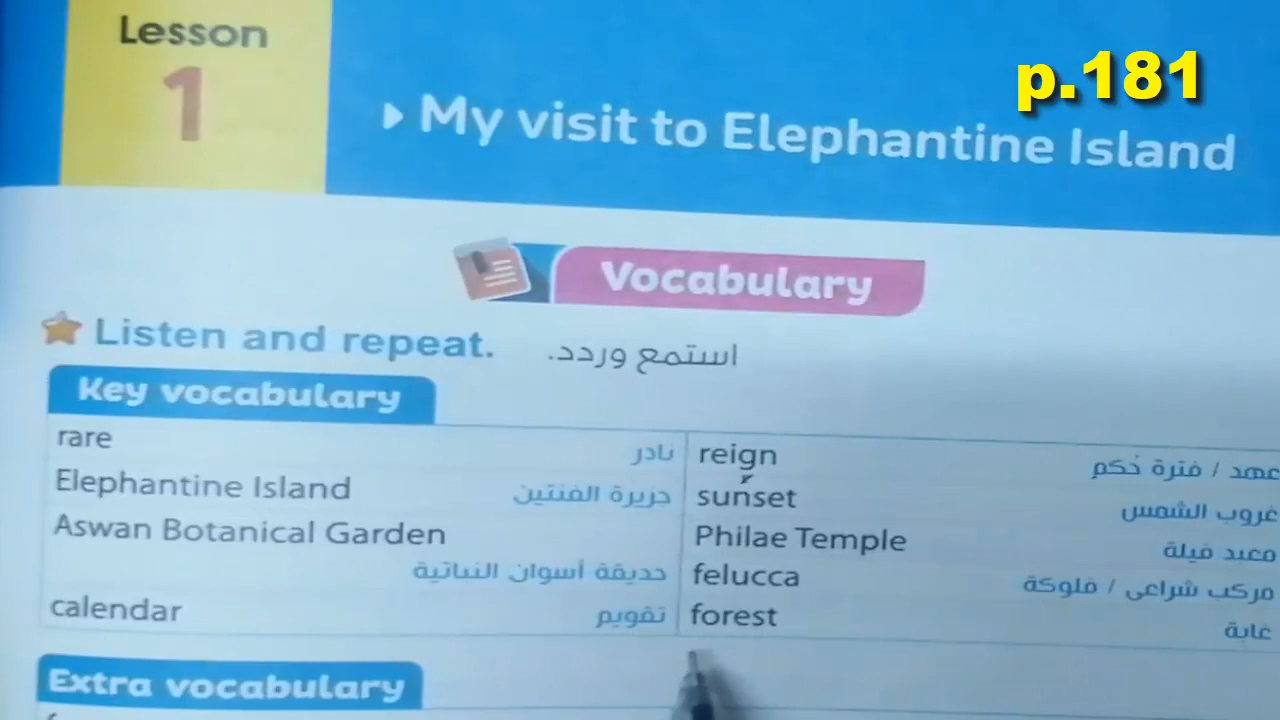 Lesson
1
p.181
My visit to Elephantine Island
Vocabulary
Listen and repeat. استمع وردد.
Key vocabulary
rare نادر
Elephantine Island جزيرة الفنتين
Aswan Botanical Garden
حديقة أسوان النباتية
calendar تقويم
reign عهد / فترة حُكم
sunset غروب الشمس
Philae Temple معبد فيلة
felucca مركب شراعى / فلوكة
forest غابة
Extra vocabulary